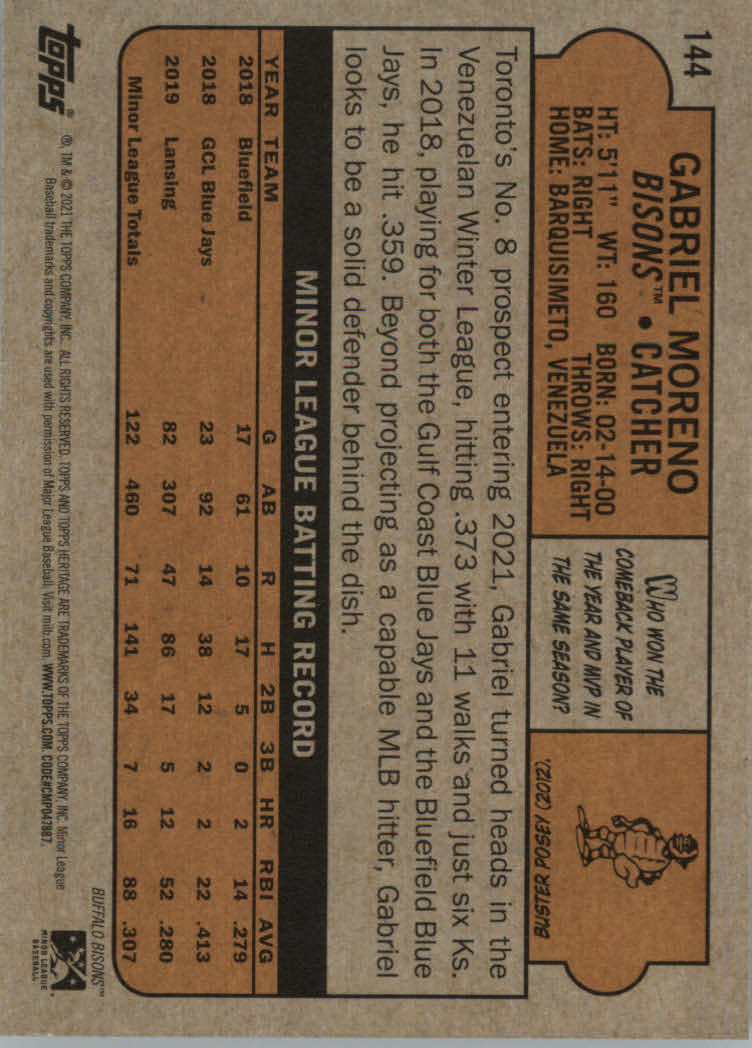 144
GABRIEL MORENO
BISONS™ • CATCHER
HT: 5'11" WT: 160 BORN: 02-14-00
BATS: RIGHT THROWS: RIGHT
HOME: BARQUISIMETO, VENEZUELA
WHO WON THE
COMEBACK PLAYER OF
THE YEAR AND MVP IN
THE SAME SEASON?
BUSTER POSEY (2012).
Toronto's No. 8 prospect entering 2021, Gabriel turned heads in the
Venezuelan Winter League, hitting .373 with 11 walks and just six Ks.
In 2018, playing for both the Gulf Coast Blue Jays and the Bluefield Blue
Jays, he hit .359. Beyond projecting as a capable MLB hitter, Gabriel
looks to be a solid defender behind the dish.
MINOR LEAGUE BATTING RECORD
YEAR TEAM G AB R H 2B 3B HR RBI AVG
2018 Bluefield 17 61 10 17 5 0 2 14 .279
2018 GCL Blue Jays 23 92 14 38 12 2 2 22 .413
2019 Lansing 82 307 47 86 17 5 12 52 .280
Minor League Totals 122 460 71 141 34 7 16 88 .307
BUFFALO BISONS™
topps®
®, TM & © 2021 THE TOPPS COMPANY, INC. ALL RIGHTS RESERVED. TOPPS AND TOPPS HERITAGE ARE TRADEMARKS OF THE TOPPS COMPANY, INC. Minor League
Baseball trademarks and copyrights are used with permission of Major League Baseball. Visit milb.com. WWW.TOPPS.COM. CODE#CMP047887.
MINOR LEAGUE
BASEBALL